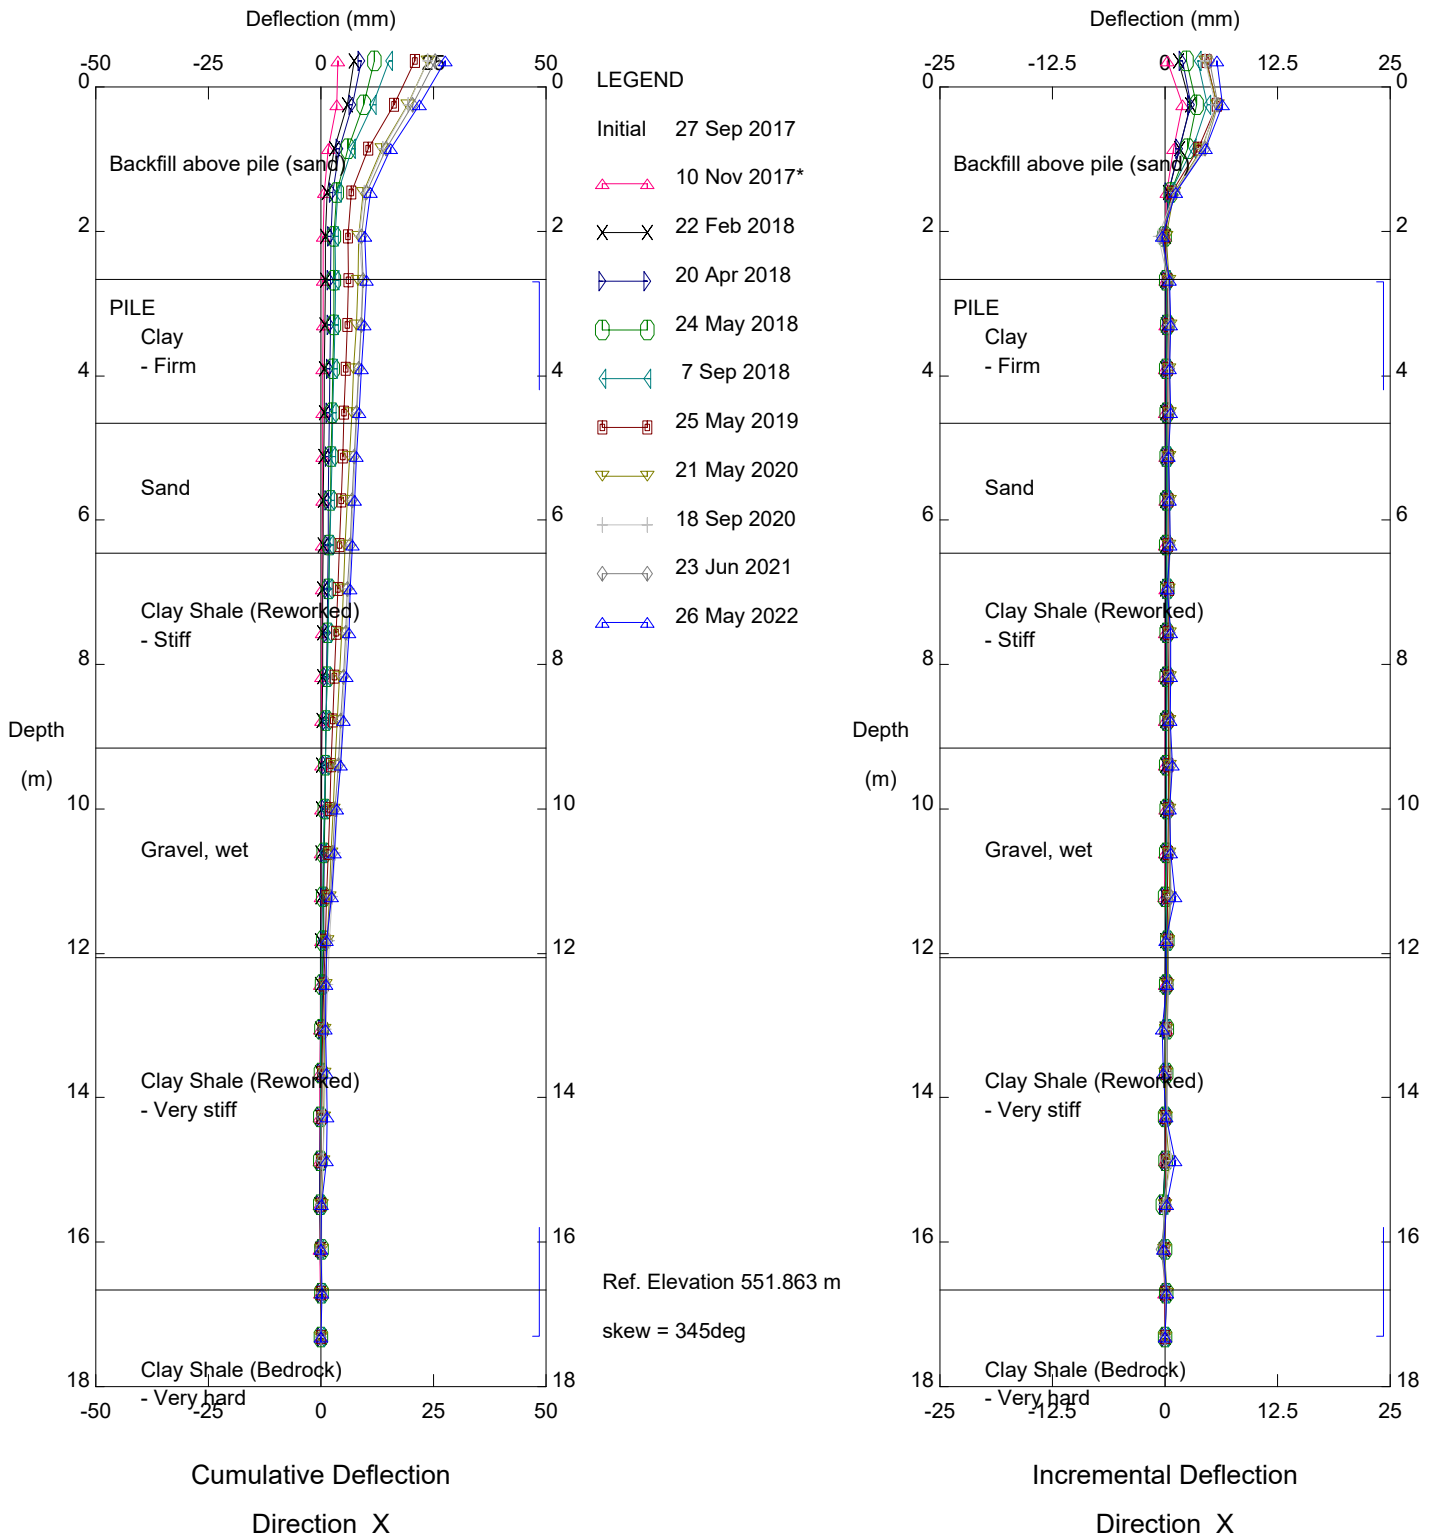 Deflection (mm)
-50 -25 0 25 50
0 0
Backfill above pile (sand)
2 2
PILE
Clay
- Firm
4 4
Sand
6 6
Clay Shale (Reworked)
- Stiff
8 8
Depth
(m)
10 10
Gravel, wet
12 12
Clay Shale (Reworked)
- Very stiff
14 14
16 16
Clay Shale (Bedrock)
- Very hard
18 18
-50 -25 0 25 50
Cumulative Deflection
Direction X
LEGEND
Initial 27 Sep 2017
10 Nov 2017*
22 Feb 2018
20 Apr 2018
24 May 2018
7 Sep 2018
25 May 2019
21 May 2020
18 Sep 2020
23 Jun 2021
26 May 2022
Ref. Elevation 551.863 m
skew = 345deg
Deflection (mm)
-25 -12.5 0 12.5 25
0 0
Backfill above pile (sand)
2 2
PILE
Clay
- Firm
4 4
Sand
6 6
Clay Shale (Reworked)
- Stiff
8 8
Depth
(m)
10 10
Gravel, wet
12 12
Clay Shale (Reworked)
- Very stiff
14 14
16 16
Clay Shale (Bedrock)
- Very hard
18 18
-25 -12.5 0 12.5 25
Incremental Deflection
Direction X